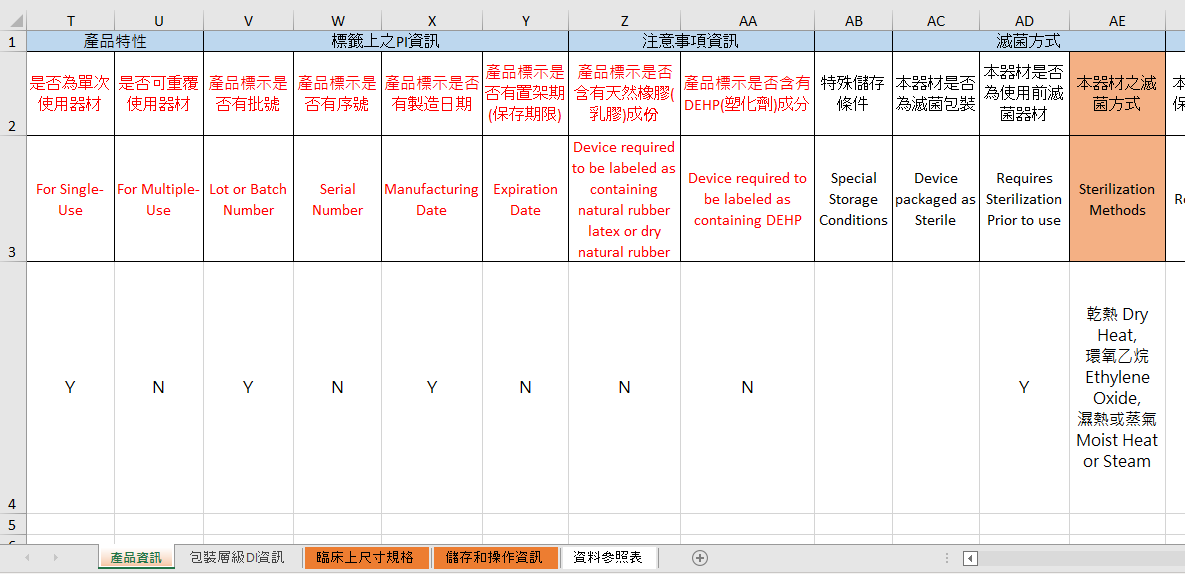 T U V W X Y Z AA AB AC AD AE
1 產品特性 標籤上之PI資訊 注意事項資訊 滅菌方式
2
是否為單次
使用器材
是否可重覆
使用器材
產品標示是
否有批號
產品標示是
否有序號
產品標示是否
有製造日期
產品標示是
否有置架期
(保存期限)
產品標示是否
含有天然橡膠(
乳膠)成份
產品標示是否含有
DEHP(塑化劑)成分
特殊儲存
條件
本器材是否
為滅菌包裝
本器材是否
為使用前滅
菌器材
本器材之滅
菌方式
3
For Single-
Use
For Multiple-
Use
Lot or Batch
Number
Serial
Number
Manufacturing
Date
Expiration
Date
Device required
to be labeled as
containing
natural rubber
latex or dry
natural rubber
Device required to
be labeled as
containing DEHP
Special
Storage
Conditions
Device
packaged as
Sterile
Requires
Sterilization
Prior to use
Sterilization
Methods
4
Y N Y N Y N N N Y
乾熱 Dry
Heat,
環氧乙烷
Ethylene
Oxide,
濕熱或蒸氣
Moist Heat
or Steam
5
產品資訊 包裝層級DI資訊 臨床上尺寸規格 儲存和操作資訊 資料參照表